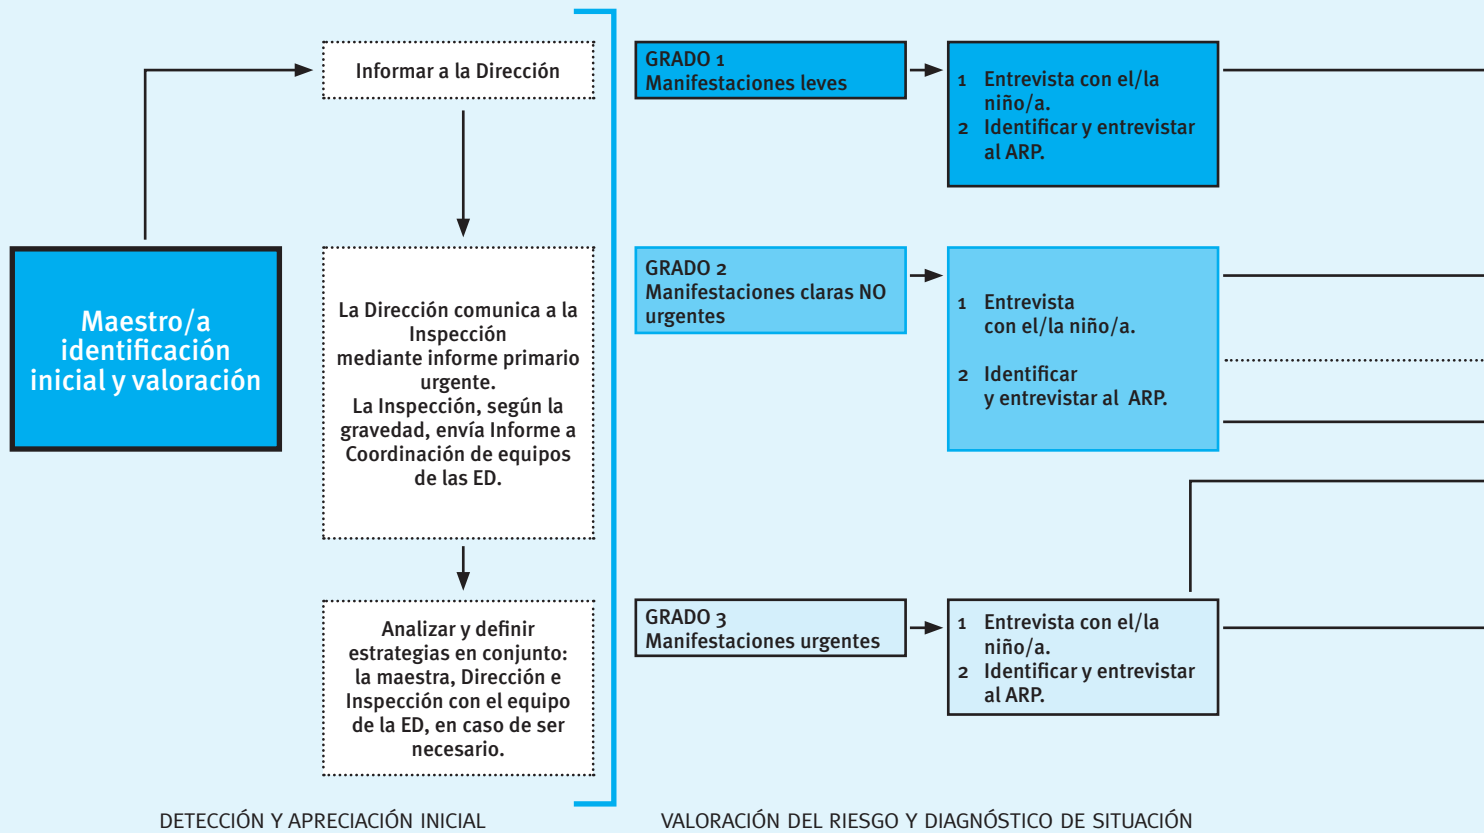 Maestro/a
identificación
inicial y valoración
Informar a la Dirección
La Dirección comunica a la
Inspección
mediante informe primario
urgente.
La Inspección, según la
gravedad, envía Informe a
Coordinación de equipos
de las ED.
Analizar y definir
estrategias en conjunto:
la maestra, Dirección e
Inspección con el equipo
de la ED, en caso de ser
necesario.
DETECCIÓN Y APRECIACIÓN INICIAL
GRADO 1
Manifestaciones leves
1 Entrevista con el/la
niño/a.
2 Identificar y entrevistar
al ARP.
GRADO 2
Manifestaciones claras NO
urgentes
1 Entrevista
con el/la niño/a.
2 Identificar
y entrevistar al ARP.
GRADO 3
Manifestaciones urgentes
1 Entrevista con el/la
niño/a.
2 Identificar y entrevistar
al ARP.
VALORACIÓN DEL RIESGO Y DIAGNÓSTICO DE SITUACIÓN